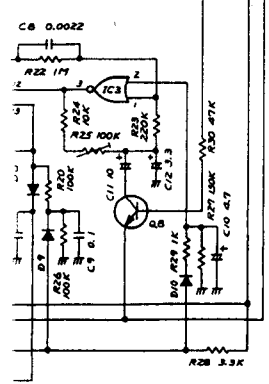 C8 0.0022
R22 1M
3
IC3
2
1
2
R24
10K
R23
220K
R25 100K
R30 47K
C11 10
C12 3.3
R20
100K
Q8
R27 150K
C10 4.7
R29 1K
D9
R26
100K
C9 0.1
D10
R28 3.3K